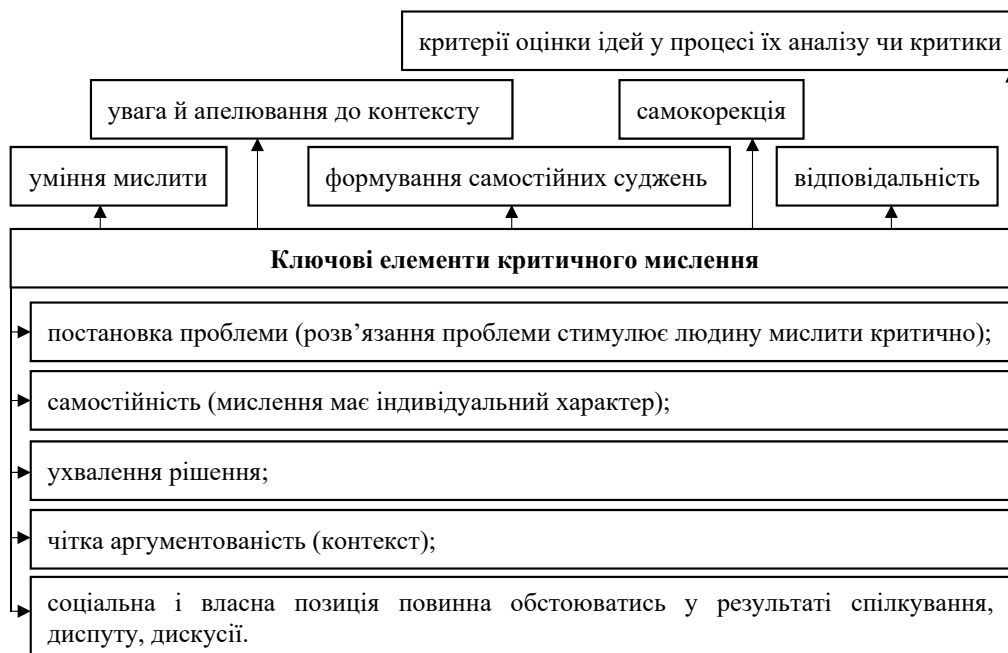 критерії оцінки ідей у процесі їх аналізу чи критики
увага й апелювання до контексту
самокорекція
уміння мислити
формування самостійних суджень
відповідальність
Ключові елементи критичного мислення
постановка проблеми (розв’язання проблеми стимулює людину мислити критично);
самостійність (мислення має індивідуальний характер);
ухвалення рішення;
чітка аргументованість (контекст);
соціальна і власна позиція повинна обстоюватись у результаті спілкування,
диспуту, дискусії.